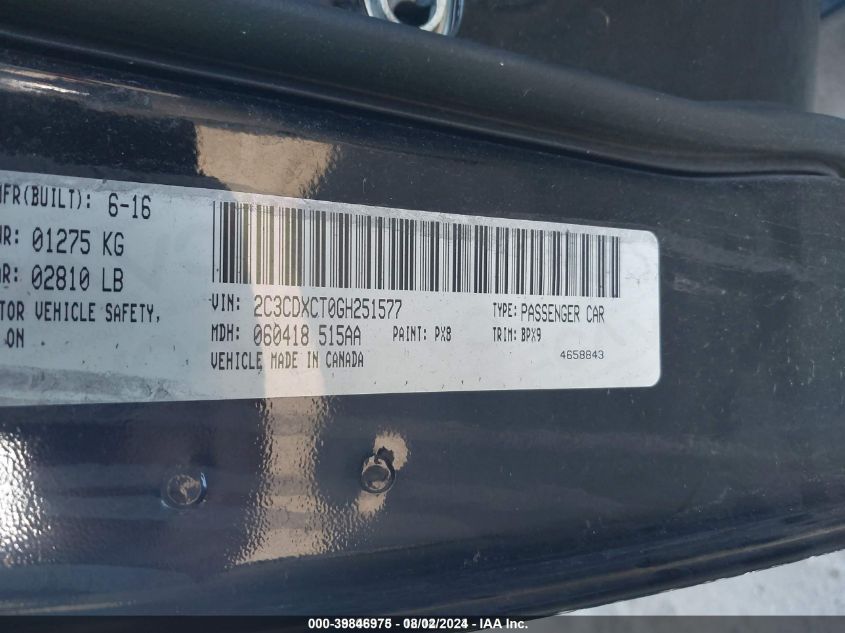 MFR(BUILT): 6-16
01275 KG
02810 LB
TOR VEHICLE SAFETY,
ON
VIN: 2C3CDXCT0GH251577 TYPE: PASSENGER CAR
MDH: 060418 515AA PAINT: PX8 TRIM: BPX9
VEHICLE MADE IN CANADA 4658843
000-39846975 - 08/02/2024 - IAA Inc.